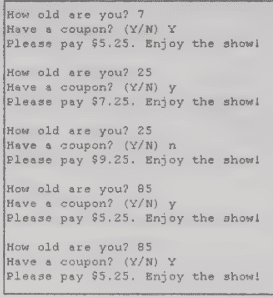 How old are you? 7
Have a coupon? (Y/N) Y
Please pay $5.25. Enjoy the show!
How old are you? 25
Have a coupon? (Y/N) y
Please pay $7.25. Enjoy the show!
How old are you? 25
Have a coupon? (Y/N) n
Please pay $9.25. Enjoy the show!
How old are you? 85
Have a coupon? (Y/N) y
Please pay $5.25. Enjoy the show!
How old are you? 85
Have a coupon? (Y/N) Y
Please pay $5.25. Enjoy the show!